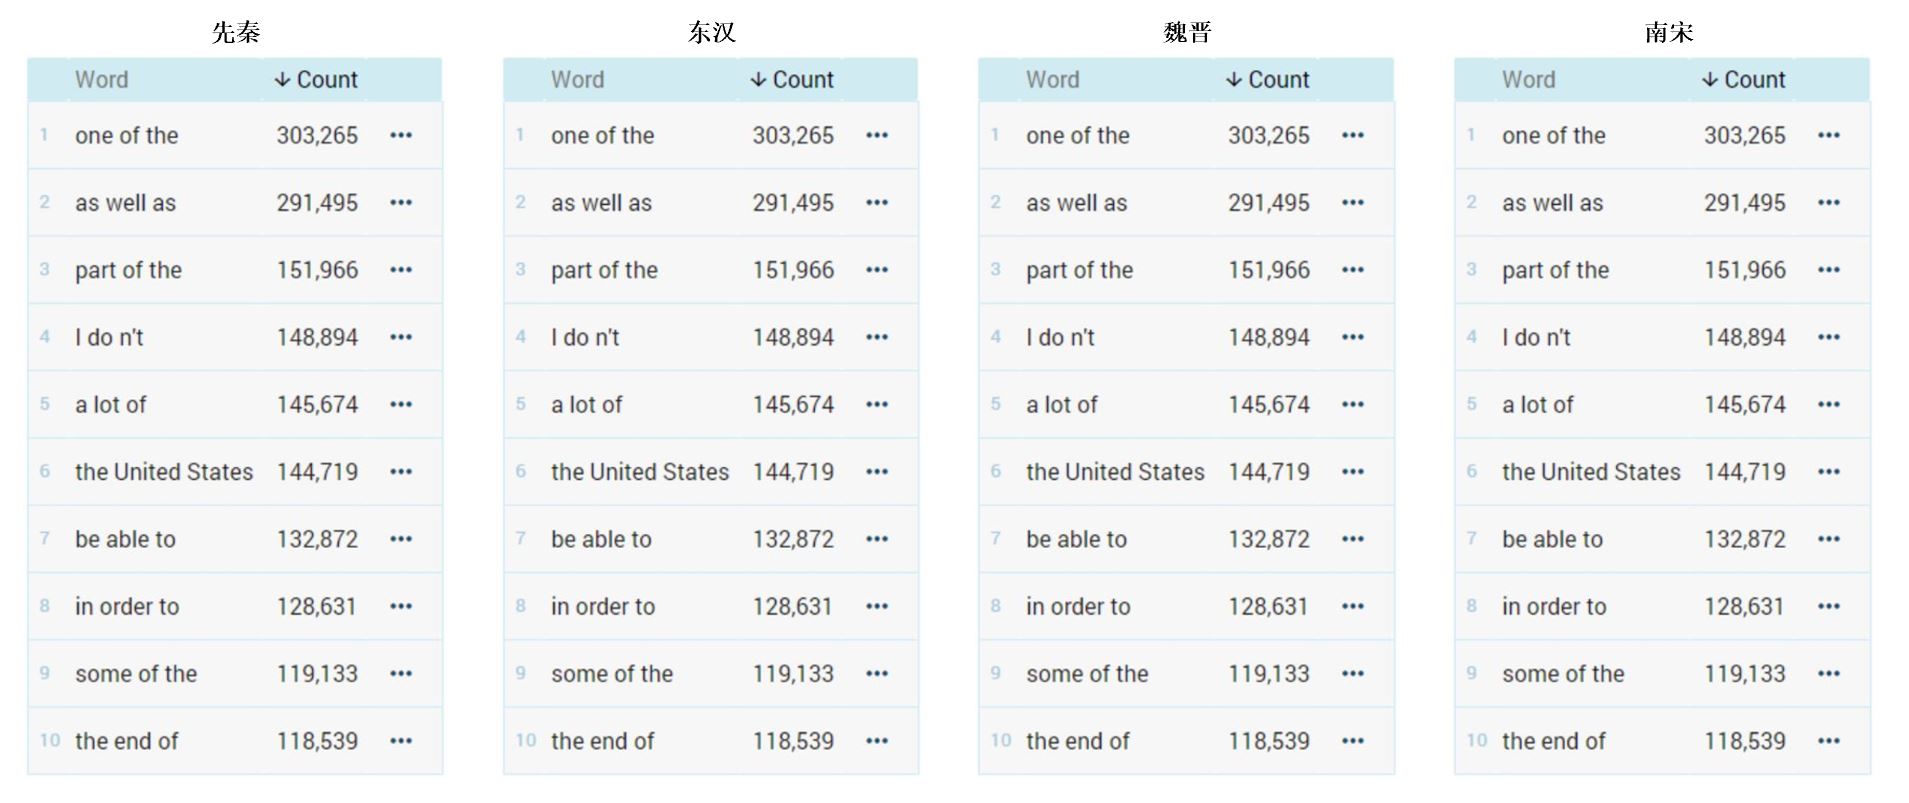 先秦 东汉 魏晋 南宋
Word ↓ Count Word ↓ Count Word ↓ Count Word ↓ Count
1 one of the 303,265 ••• 1 one of the 303,265 ••• 1 one of the 303,265 ••• 1 one of the 303,265 •••
2 as well as 291,495 ••• 2 as well as 291,495 ••• 2 as well as 291,495 ••• 2 as well as 291,495 •••
3 part of the 151,966 ••• 3 part of the 151,966 ••• 3 part of the 151,966 ••• 3 part of the 151,966 •••
4 I do n't 148,894 ••• 4 I do n't 148,894 ••• 4 I do n't 148,894 ••• 4 I do n't 148,894 •••
5 a lot of 145,674 ••• 5 a lot of 145,674 ••• 5 a lot of 145,674 ••• 5 a lot of 145,674 •••
6 the United States 144,719 ••• 6 the United States 144,719 ••• 6 the United States 144,719 ••• 6 the United States 144,719 •••
7 be able to 132,872 ••• 7 be able to 132,872 ••• 7 be able to 132,872 ••• 7 be able to 132,872 •••
8 in order to 128,631 ••• 8 in order to 128,631 ••• 8 in order to 128,631 ••• 8 in order to 128,631 •••
9 some of the 119,133 ••• 9 some of the 119,133 ••• 9 some of the 119,133 ••• 9 some of the 119,133 •••
10 the end of 118,539 ••• 10 the end of 118,539 ••• 10 the end of 118,539 ••• 10 the end of 118,539 •••